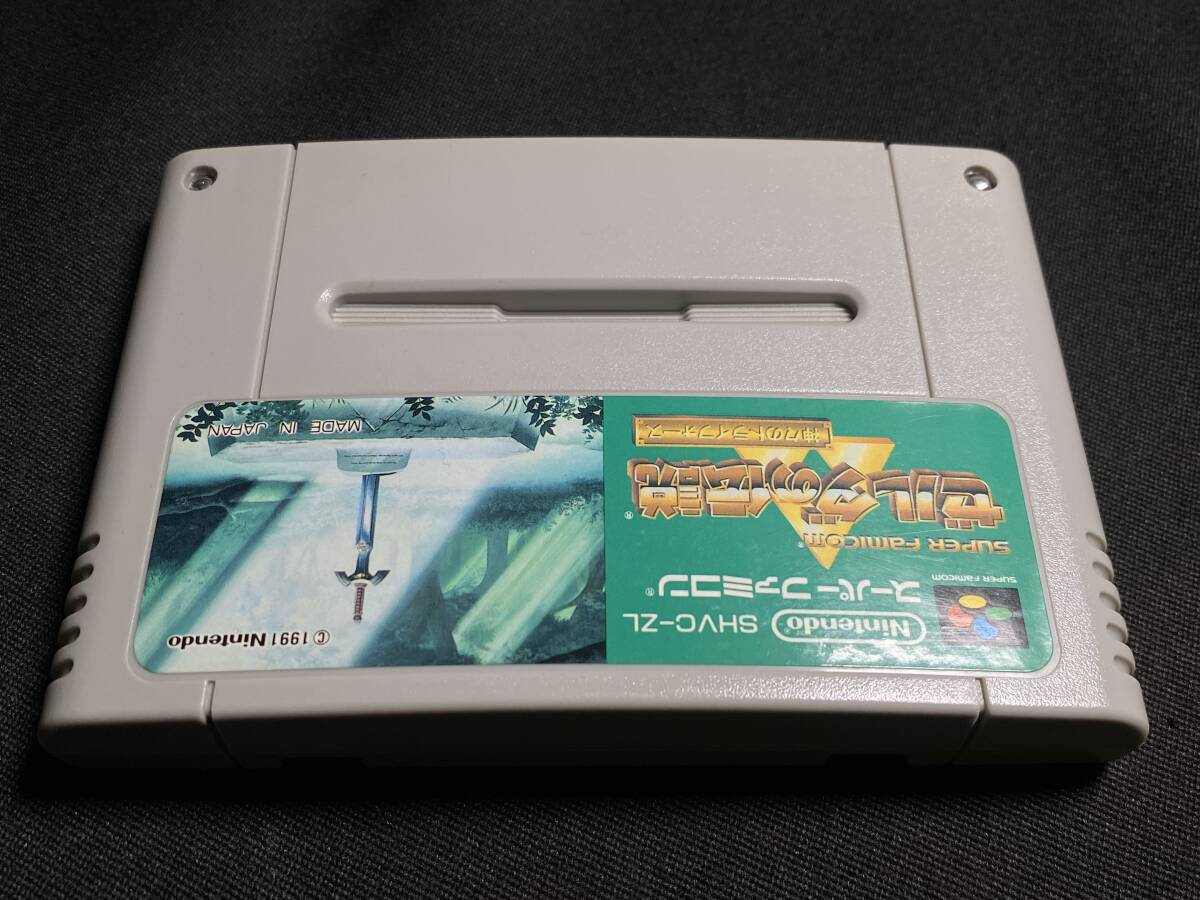 Nintendo SHVC-ZL
スーパーファミコン®
SUPER FAMICOM
SUPER FAMICOM
ゼルダの伝説®
神々のトライフォース
© 1991 Nintendo
MADE IN JAPAN